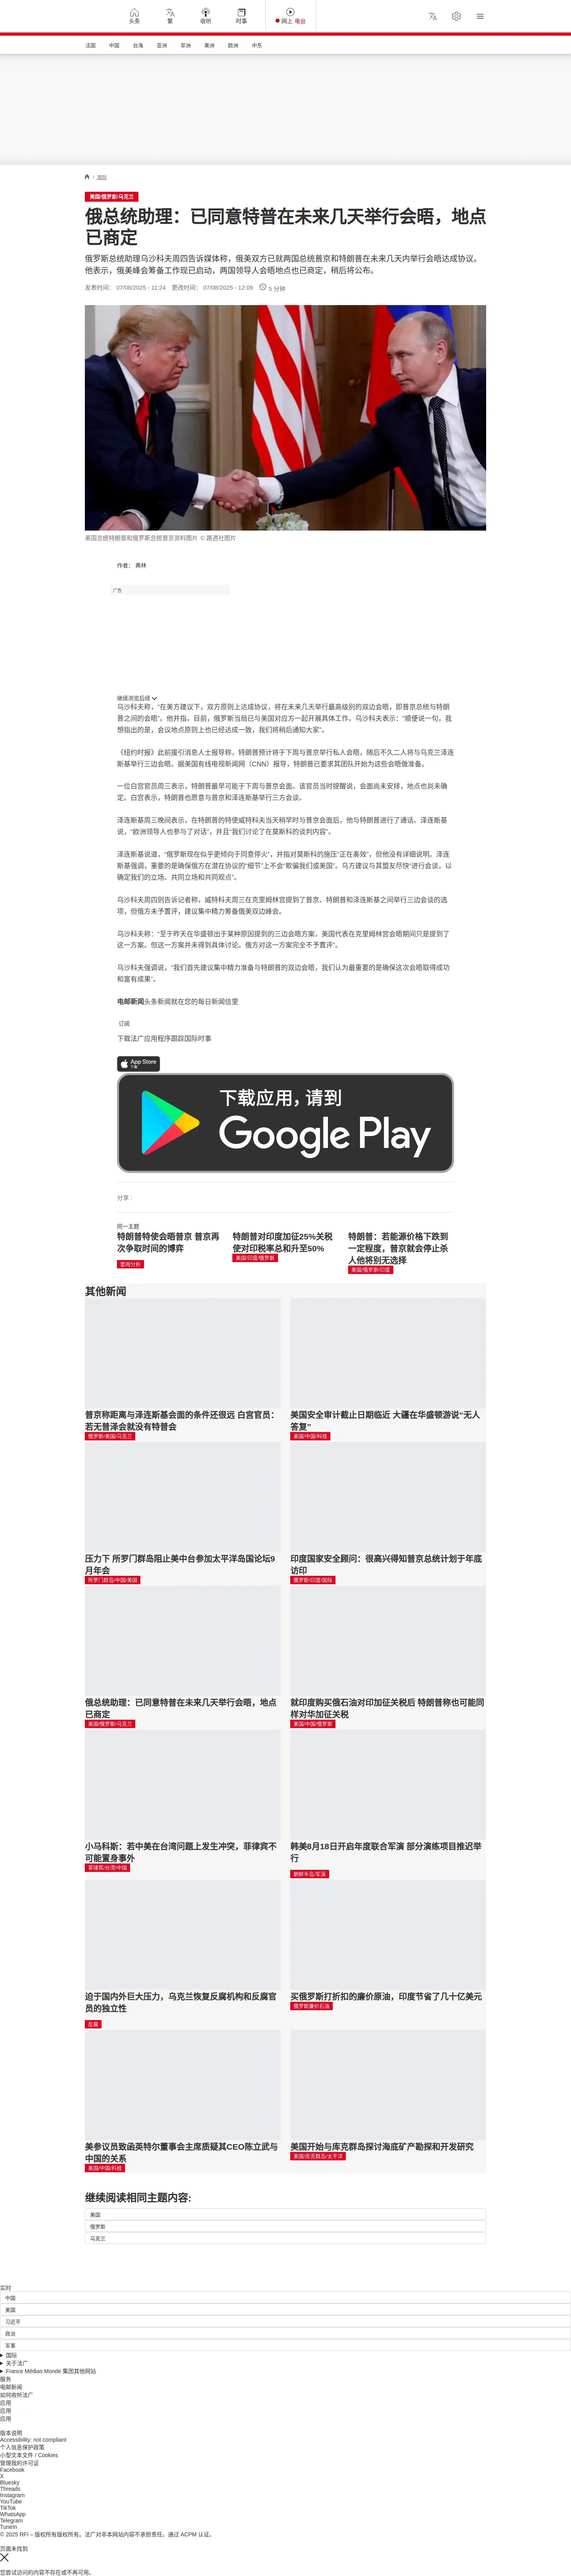 头条
繁
收听
时事
网上 电台
法国
中国
台海
亚洲
非洲
美洲
欧洲
中东
/ 国际
美国/俄罗斯/乌克兰
俄总统助理：已同意特普在未来几天举行会晤，地点
已商定
俄罗斯总统助理乌沙科夫周四告诉媒体称，俄美双方已就两国总统普京和特朗普在未来几天内举行会晤达成协议。
他表示，俄美峰会筹备工作现已启动，两国领导人会晤地点也已商定，稍后将公布。
发表时间： 07/08/2025 - 11:24 更改时间： 07/08/2025 - 12:09 5 分钟
美国总统特朗普和俄罗斯总统普京资料图片 © 路透社图片
作者： 弗林
广告
继续浏览后续
乌沙科夫称，“在美方建议下，双方原则上达成协议，将在未来几天举行最高级别的双边会晤，即普京总统与特朗
普之间的会晤”。他并指，目前，俄罗斯当局已与美国对应方一起开展具体工作。乌沙科夫表示：“顺便说一句，我
想指出的是，会议地点原则上也已经达成一致，我们将稍后通知大家”。
《纽约时报》此前援引消息人士报导称，特朗普预计将于下周与普京举行私人会晤，随后不久二人将与乌克兰泽连
斯基举行三边会晤。据美国有线电视新闻网（CNN）报导，特朗普已要求其团队开始为这些会晤做准备。
一位白宫官员周三表示，特朗普最早可能于下周与普京会面。该官员当时提醒说，会面尚未安排，地点也尚未确
定。白宫表示，特朗普也愿意与普京和泽连斯基举行三方会谈。
泽连斯基周三晚间表示，在特朗普的特使威特科夫当天稍早时与普京会面后，他与特朗普进行了通话。泽连斯基
说，“欧洲领导人也参与了对话”，并且“我们讨论了在莫斯科的谈判内容”。
泽连斯基说道，“俄罗斯现在似乎更倾向于同意停火”，并指对莫斯科的施压“正在奏效”，但他没有详细说明。泽连
斯基强调，重要的是确保俄方在潜在协议的“细节”上不会“欺骗我们或美国”。乌方建议与其盟友尽快“进行会谈，以
确定我们的立场、共同立场和共同观点”。
乌沙科夫周四则告诉记者称，威特科夫周三在克里姆林宫提到了普京、特朗普和泽连斯基之间举行三边会谈的选
项，但俄方未予置评，建议集中精力筹备俄美双边峰会。
乌沙科夫称：“至于昨天在华盛顿出于某种原因提到的三边会晤方案，美国代表在克里姆林宫会晤期间只是提到了
这一方案。但这一方案并未得到具体讨论。俄方对这一方案完全不予置评”。
乌沙科夫强调说，“我们首先建议集中精力准备与特朗普的双边会晤，我们认为最重要的是确保这次会晤取得成功
和富有成果”。
电邮新闻头条新闻就在您的每日新闻信里
订阅
下载法广应用程序跟踪国际时事
App Store
下载
下载应用，请到
Google Play
分享 :
同一主题
特朗普特使会晤普京 普京再
次争取时间的博弈
要闻分析
特朗普对印度加征25%关税
使对印税率总和升至50%
美国/印度/俄罗斯
特朗普：若能源价格下跌到
一定程度，普京就会停止杀
人他将别无选择
美国/俄罗斯/印度
其他新闻
普京称距离与泽连斯基会面的条件还很远 白宫官员：
若无普泽会就没有特普会
俄罗斯/美国/乌克兰
美国安全审计截止日期临近 大疆在华盛顿游说“无人
答复”
美国/中国/科技
压力下 所罗门群岛阻止美中台参加太平洋岛国论坛9
月年会
所罗门群岛/中国/美国
印度国家安全顾问：很高兴得知普京总统计划于年底
访印
俄罗斯/印度/国际
俄总统助理：已同意特普在未来几天举行会晤，地点
已商定
美国/俄罗斯/乌克兰
就印度购买俄石油对印加征关税后 特朗普称也可能同
样对华加征关税
美国/中国/俄罗斯
小马科斯：若中美在台湾问题上发生冲突，菲律宾不
可能置身事外
菲律宾/台湾/中国
韩美8月18日开启年度联合军演 部分演练项目推迟举
行
朝鲜半岛/军演
迫于国内外巨大压力，乌克兰恢复反腐机构和反腐官
员的独立性
反腐
买俄罗斯打折扣的廉价原油，印度节省了几十亿美元
俄罗斯廉价石油
美参议员致函英特尔董事会主席质疑其CEO陈立武与
中国的关系
美国/中国/科技
美国开始与库克群岛探讨海底矿产勘探和开发研究
美国/库克群岛/太平洋
继续阅读相同主题内容:
美国
俄罗斯
乌克兰
实时
中国
美国
习近平
政治
军事
国际
关于法广
France Médias Monde 集团其他网站
服务
电邮新闻
如何收听法广
应用
应用
应用
版本说明
Accessibility: not compliant
个人信息保护政策
小型文本文件 / Cookies
管理我的许可证
Facebook
X
Bluesky
Threads
Instagram
YouTube
TikTok
WhatsApp
Telegram
TuneIn
© 2025 RFI – 版权所有版权所有。法广对非本网站内容不承担责任。通过 ACPM 认证。
页面未找到
您尝试访问的内容不存在或不再可用。